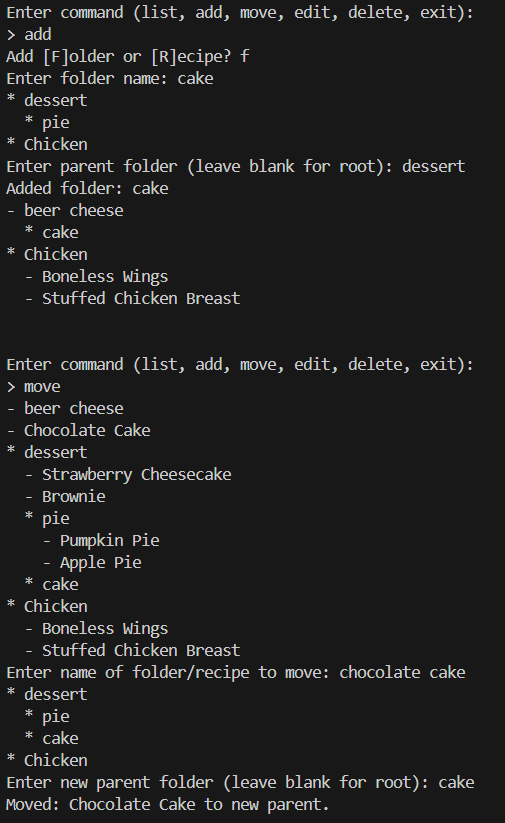 Enter command (list, add, move, edit, delete, exit):
> add
Add [F]older or [R]ecipe? f
Enter folder name: cake
* dessert
  * pie
* Chicken
Enter parent folder (leave blank for root): dessert
Added folder: cake
- beer cheese
  * cake
* Chicken
  - Boneless Wings
  - Stuffed Chicken Breast

Enter command (list, add, move, edit, delete, exit):
> move
- beer cheese
- Chocolate Cake
* dessert
  - Strawberry Cheesecake
  - Brownie
  * pie
    - Pumpkin Pie
    - Apple Pie
  * cake
* Chicken
  - Boneless Wings
  - Stuffed Chicken Breast
Enter name of folder/recipe to move: chocolate cake
* dessert
  * pie
  * cake
* Chicken
Enter new parent folder (leave blank for root): cake
Moved: Chocolate Cake to new parent.